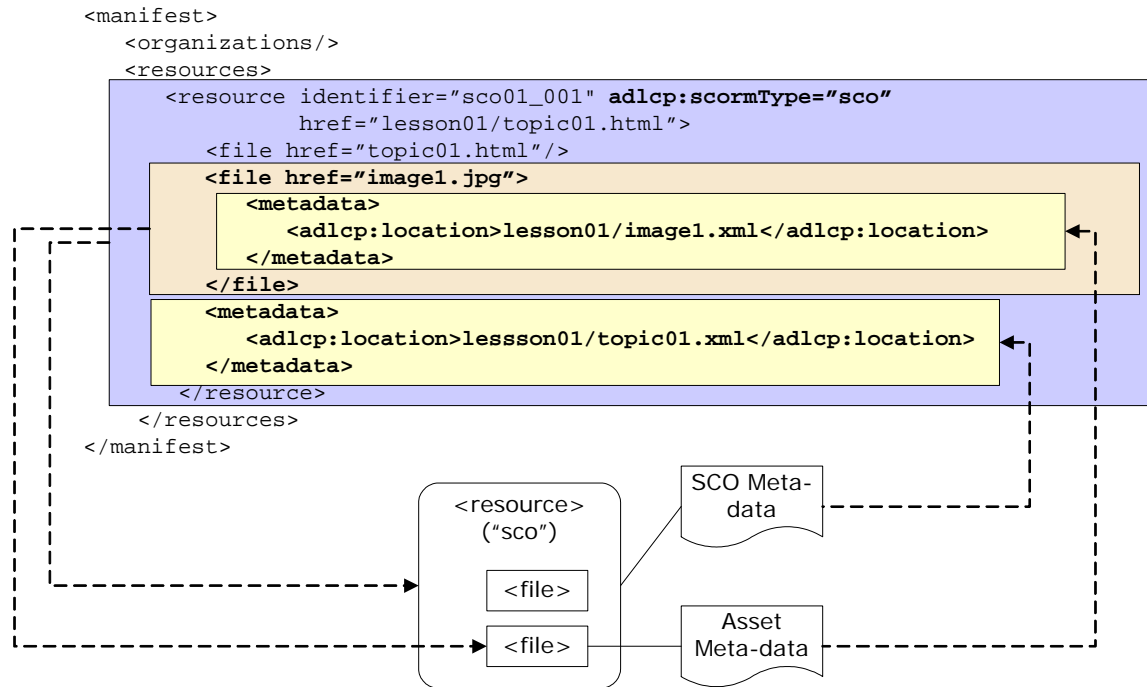 <manifest>
<organizations/>
<resources>
<resource identifier="sco01_001" adlcp:scormType=”sco”
href="lesson01/topic01.html">
<file href="topic01.html"/>
<file href=”image1.jpg”>
<metadata>
<adlcp:location>lesson01/image1.xml</adlcp:location>
</metadata>
</file>
<metadata>
<adlcp:location>lessson01/topic01.xml</adlcp:location>
</metadata>
</resource>
</resources>
</manifest>
<resource>
(“sco”)
<file>
<file>
SCO Meta-
data
Asset
Meta-data